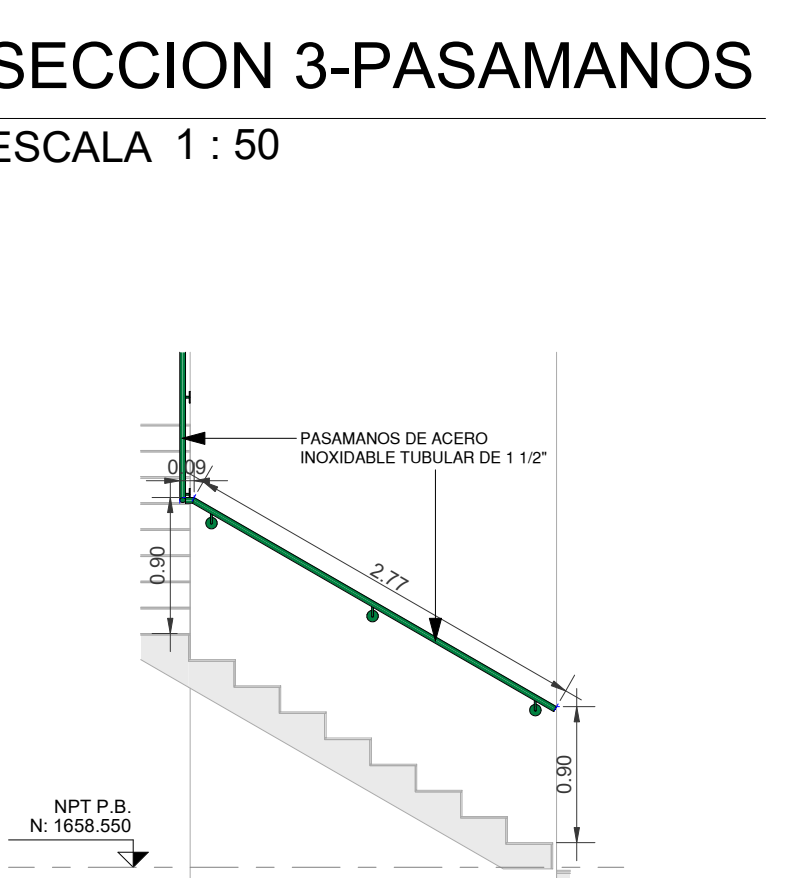 SECCION 3-PASAMANOS
ESCALA 1 : 50
PASAMANOS DE ACERO
INOXIDABLE TUBULAR DE 1 1/2"
0.09
0.90
2.77
0.90
NPT P.B.
N: 1658.550